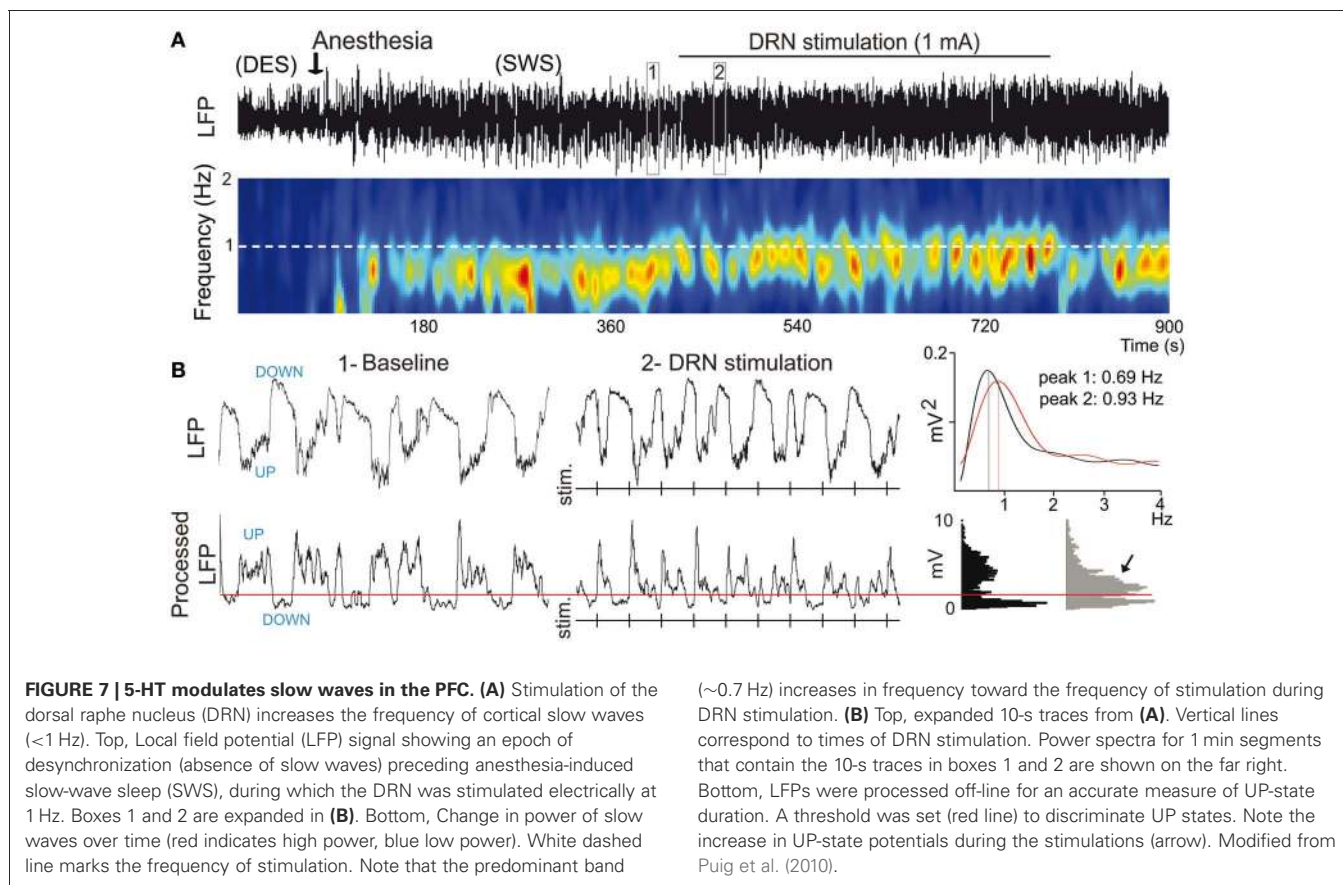 A
Anesthesia
(DES)
(SWS)
DRN stimulation (1 mA)
1
2
LFP
Frequency (Hz)
2
1
180
360
540
720
900
Time (s)
B
1- Baseline
2- DRN stimulation
LFP
DOWN
UP
stim.
0.2
mV2
peak 1: 0.69 Hz
peak 2: 0.93 Hz
1
2
3
4
Hz
Processed
LFP
UP
DOWN
stim.
10
mV
0
FIGURE 7 | 5-HT modulates slow waves in the PFC. (A) Stimulation of the
dorsal raphe nucleus (DRN) increases the frequency of cortical slow waves
(<1 Hz). Top, Local field potential (LFP) signal showing an epoch of
desynchronization (absence of slow waves) preceding anesthesia-induced
slow-wave sleep (SWS), during which the DRN was stimulated electrically at
1 Hz. Boxes 1 and 2 are expanded in (B). Bottom, Change in power of slow
waves over time (red indicates high power, blue low power). White dashed
line marks the frequency of stimulation. Note that the predominant band
(∼0.7 Hz) increases in frequency toward the frequency of stimulation during
DRN stimulation. (B) Top, expanded 10-s traces from (A). Vertical lines
correspond to times of DRN stimulation. Power spectra for 1 min segments
that contain the 10-s traces in boxes 1 and 2 are shown on the far right.
Bottom, LFPs were processed off-line for an accurate measure of UP-state
duration. A threshold was set (red line) to discriminate UP states. Note the
increase in UP-state potentials during the stimulations (arrow). Modified from
Puig et al. (2010).